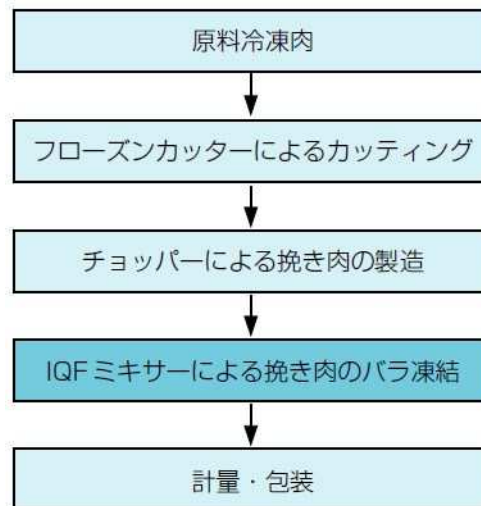 原料冷凍肉
フローズンカッターによるカッティング
チョッパーによる挽き肉の製造
IQFミキサーによる挽き肉のバラ凍結
計量・包装